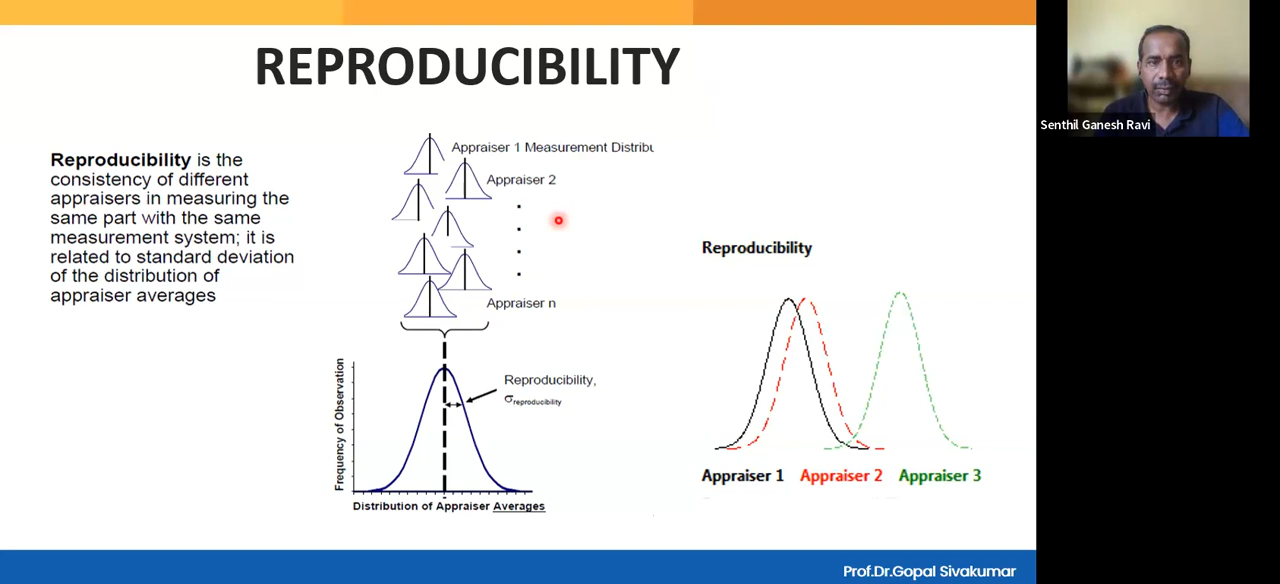 REPRODUCIBILITY
Reproducibility is the
consistency of different
appraisers in measuring the
same part with the same
measurement system; it is
related to standard deviation
of the distribution of
appraiser averages
Appraiser 1 Measurement Distribu
Appraiser 2
Appraiser n
Frequency of Observation
Reproducibility,
σreproducibility
Distribution of Appraiser Averages
Reproducibility
Appraiser 1 Appraiser 2 Appraiser 3
Prof.Dr.Gopal Sivakumar
Senthil Ganesh Ravi